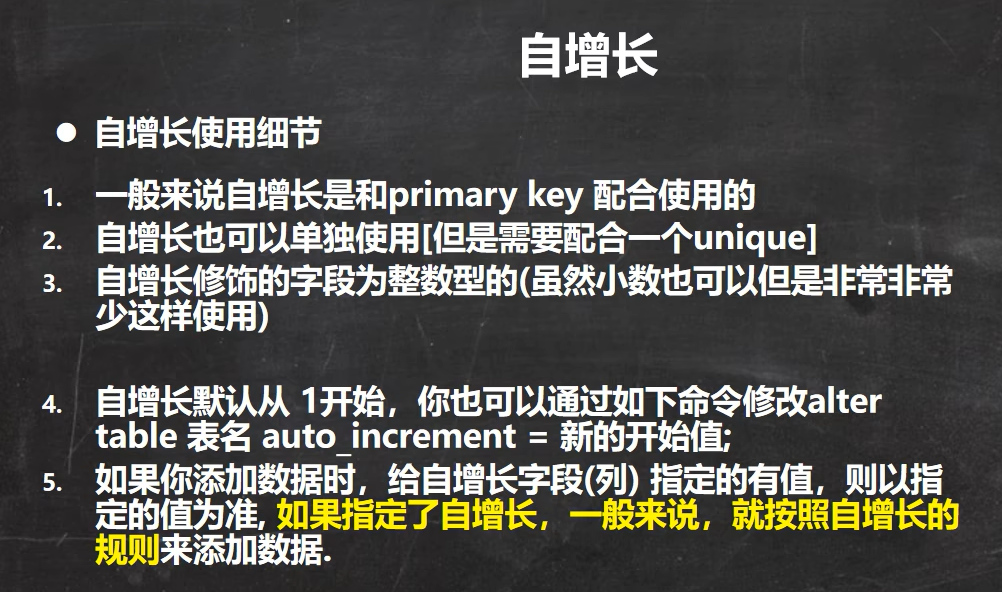 自增长
● 自增长使用细节
1. 一般来说自增长是和primary key 配合使用的
2. 自增长也可以单独使用[但是需要配合一个unique]
3. 自增长修饰的字段为整数型的(虽然小数也可以但是非常非常
少这样使用)
4. 自增长默认从 1开始，你也可以通过如下命令修改alter
table 表名 auto_increment = 新的开始值;
5. 如果你添加数据时，给自增长字段(列) 指定的有值，则以指
定的值为准, 如果指定了自增长，一般来说，就按照自增长的
规则来添加数据.